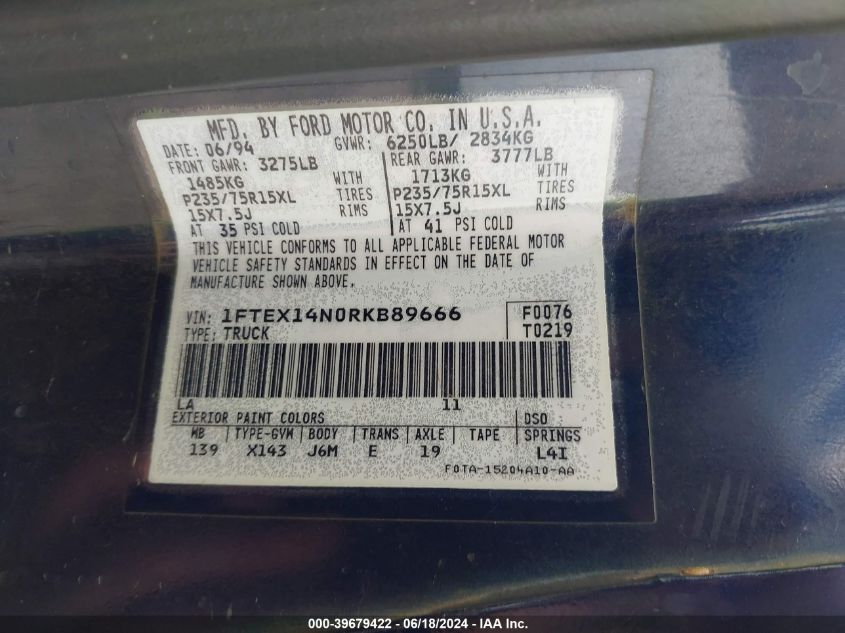 MFD. BY FORD MOTOR CO. IN U.S.A.
DATE: 06/94 GVWR: 6250LB/ 2834KG
FRONT GAWR: 3275LB REAR GAWR: 3777LB
1485KG WITH 1713KG WITH
P235/75R15XL TIRES P235/75R15XL TIRES
15X7.5J RIMS 15X7.5J RIMS
AT 35 PSI COLD AT 41 PSI COLD
THIS VEHICLE CONFORMS TO ALL APPLICABLE FEDERAL MOTOR
VEHICLE SAFETY STANDARDS IN EFFECT ON THE DATE OF
MANUFACTURE SHOWN ABOVE.
VIN: 1FTEX14N0RKB89666 F0076
TYPE: TRUCK T0219
LA 11
EXTERIOR PAINT COLORS DSO
WB TYPE-GVW BODY TRANS AXLE TAPE SPRINGS
139 X143 J6M E 19 L4I
F0TA-15204A10-AA
000-39679422 - 06/18/2024 - IAA Inc.